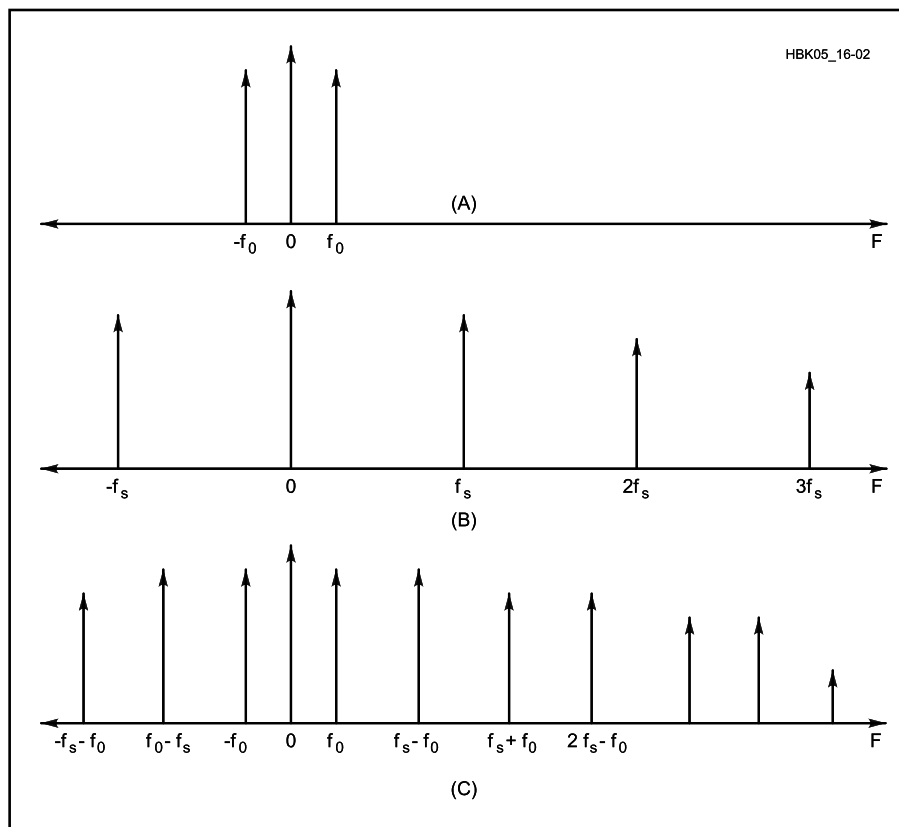 HBK05_16-02
(A)
-f₀ 0 f₀ F
-fₛ 0 fₛ 2fₛ 3fₛ F
(B)
-fₛ-f₀ f₀-fₛ -f₀ 0 f₀ fₛ-f₀ fₛ+f₀ 2 fₛ-f₀ F
(C)